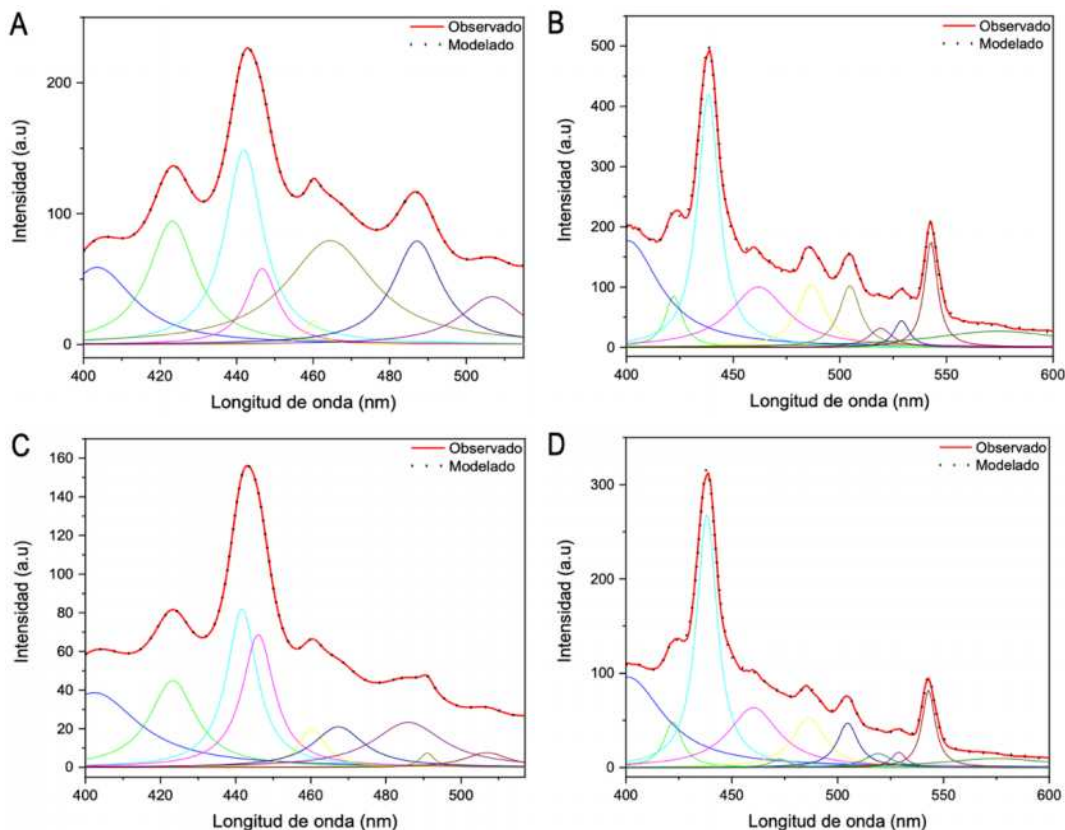 A
Observado
Modelado
Intensidad (a.u)
200
100
0
400 420 440 460 480 500
Longitud de onda (nm)
B
Observado
Modelado
Intensidad (a.u)
500
400
300
200
100
0
400 450 500 550 600
Longitud de onda (nm)
C
Observado
Modelado
Intensidad (a.u)
160
140
120
100
80
60
40
20
0
400 420 440 460 480 500
Longitud de onda (nm)
D
Observado
Modelado
Intensidad (a.u)
300
200
100
0
400 450 500 550 600
Longitud de onda (nm)